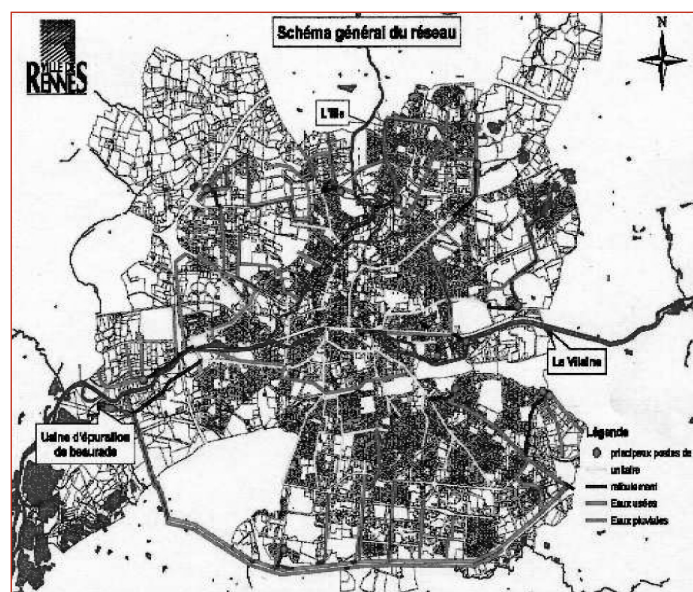 Schéma général du réseau
N
VILLE DE
RENNES
L'Ille
La Vilaine
Usine d'épuration
de beaurade
Légende
principaux postes de
unitaire
refoulement
Eaux usées
Eaux pluviales